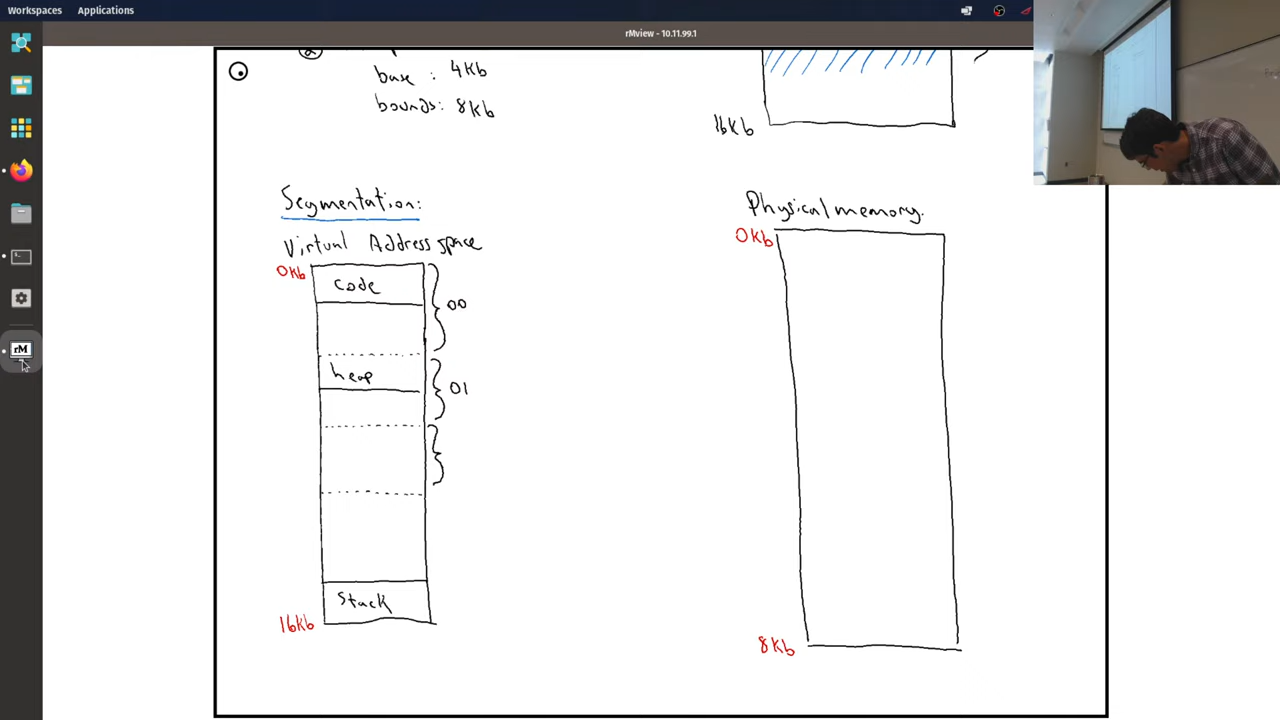 Workspaces Applications
rMview - 10.11.99.1
base : 4Kb
bounds: 8Kb
16Kb
Segmentation:
Virtual Address space
0Kb
code
00
heap
01
Stack
16Kb
Physical memory.
0Kb
8Kb
rM